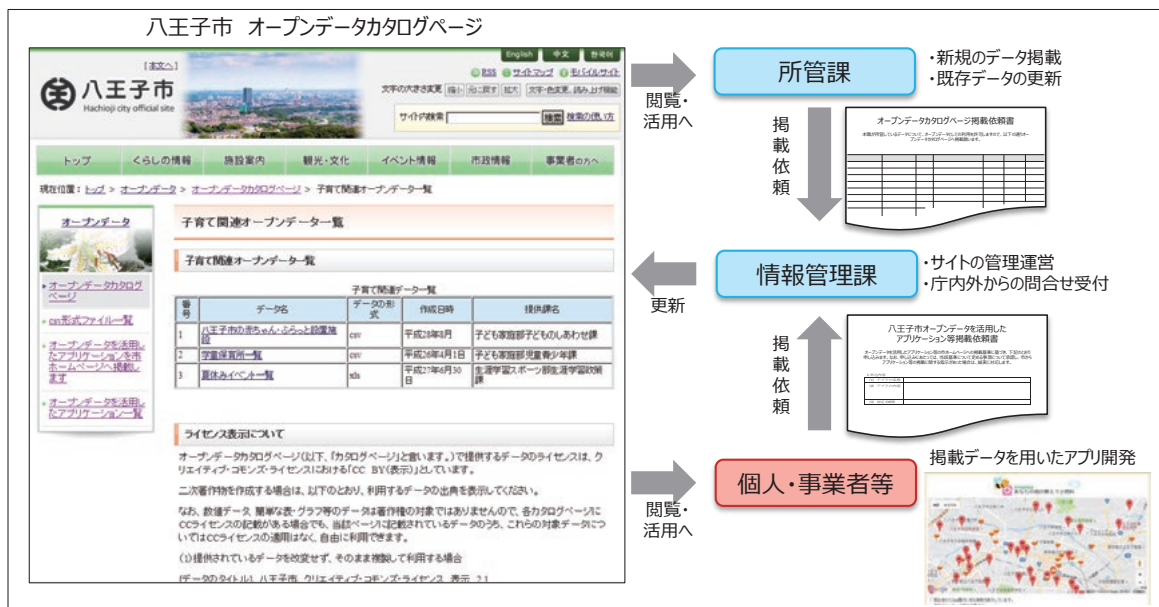 八王子市 オープンデータカタログページ
English 中文 한국어
[本文へ]
RSS サイトマップ モバイルサイト
八王子市
Hachioji city official site
文字の大きさ変更 縮小 元に戻す 拡大 文字・色変更、読み上げ機能
サイト内検索 検索 検索の使い方
トップ くらしの情報 施設案内 観光・文化 イベント情報 市政情報 事業者の方へ
現在位置：トップ > オープンデータ > オープンデータカタログページ > 子育て関連オープンデータ一覧
オープンデータ
オープンデータカタログ
ページ
csv形式ファイル一覧
オープンデータを活用し
たアプリケーションを市
ホームページへ掲載し
ます
オープンデータを活用し
たアプリケーション一覧
子育て関連オープンデータ一覧
子育て関連オープンデータ一覧
子育て関連データ一覧
番号 データ名 データの形式 作成日時 提供課名
1 八王子市の赤ちゃん・ふらっと設置施設 csv 平成28年8月 子ども家庭部子どものしあわせ課
2 学童保育所一覧 csv 平成26年4月1日 子ども家庭部児童青少年課
3 夏休みイベント一覧 xls 平成27年6月30日 生涯学習スポーツ部生涯学習政策課
ライセンス表示について
オープンデータカタログページ(以下、「カタログページ」と言います。)で提供するデータのライセンスは、ク
リエイティブ・コモンズ・ライセンスにおける「CC BY(表示)」としています。
二次著作物を作成する場合は、以下のとおり、利用するデータの出典を表示してください。
なお、数値データ、簡単な表・グラフ等のデータは著作権の対象ではありませんので、各カタログページに
CCライセンスの記載がある場合でも、当該ページに記載されているデータのうち、これらの対象データにつ
いてはCCライセンスの適用はなく、自由に利用できます。
(1)提供されているデータを改変せず、そのまま複製して利用する場合
[データのタイトル]、八王子市、クリエイティブ・コモンズ・ライセンス 表示 2.1
閲覧・
活用へ
所管課
・新規のデータ掲載
・既存データの更新
掲載依頼
オープンデータカタログページ掲載依頼書
更新
情報管理課
・サイトの管理運営
・庁内外からの問合せ受付
掲載依頼
八王子市オープンデータを活用した
アプリケーション等掲載依頼書
閲覧・
活用へ
個人・事業者等
掲載データを用いたアプリ開発